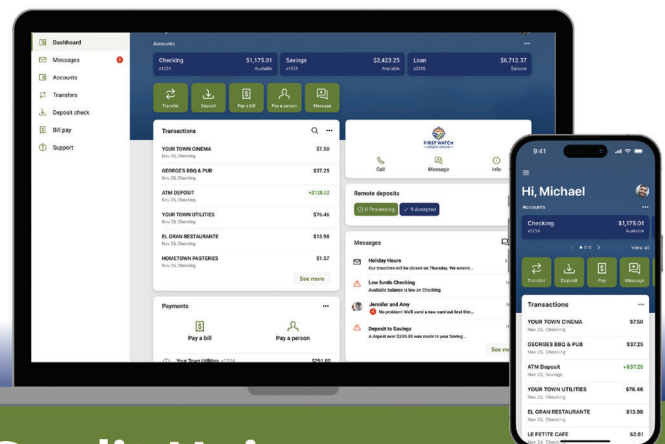 Dashboard
Messages
Accounts
Transfers
Deposit check
Bill pay
Support
Accounts
Checking
x1234
$1,175.01
Available
Savings
$2,423.25
Available
Loan
x2345
$6,712.37
Balance
Transfer
Deposit
Pay a bill
Pay a person
Message
Transactions
YOUR TOWN CINEMA
$7.50
Nov 25, Checking
GEORGE'S BBQ & PUB
$37.25
Nov 25, Checking
ATM DEPOSIT
+$128.52
Nov 25, Checking
YOUR TOWN UTILITIES
$76.46
Nov 25, Checking
EL GRAN RESTAURANTE
$13.98
Nov 25, Checking
HOMETOWN PASTERIES
$1.57
Nov 25, Checking
See more
Payments
Pay a bill
Pay a person
Your Town Utilities x1234
$291.00
FIRST WATCH
Call
Message
Info
Remote deposits
0 Processing
9 Accepted
Messages
Holiday Hours
Our branches will be closed on Thursday. We extend..
Low funds Checking
Available balance is low on Checking
Jennifer and Amy
No problem! We'll send a new card out first thin...
Deposit to Savings
A deposit over $200.00 was made to your Saving..
9:41
Hi, Michael
Accounts
Checking
x1234
$1,175.01
Available
View all
Transfer
Deposit
Pay
Message
Transactions
YOUR TOWN CINEMA
$7.50
Nov 25, Checking
GEORGES BBQ & PUB
$37.25
Nov 25, Checking
ATM Deposit
+$37.25
Nov 25, Savings
YOUR TOWN UTILITIES
$76.46
Nov 25, Checking
EL GRAN RESTAURANTE
$13.98
Nov 25, Checking
LE PETITE CAFE
$2.61